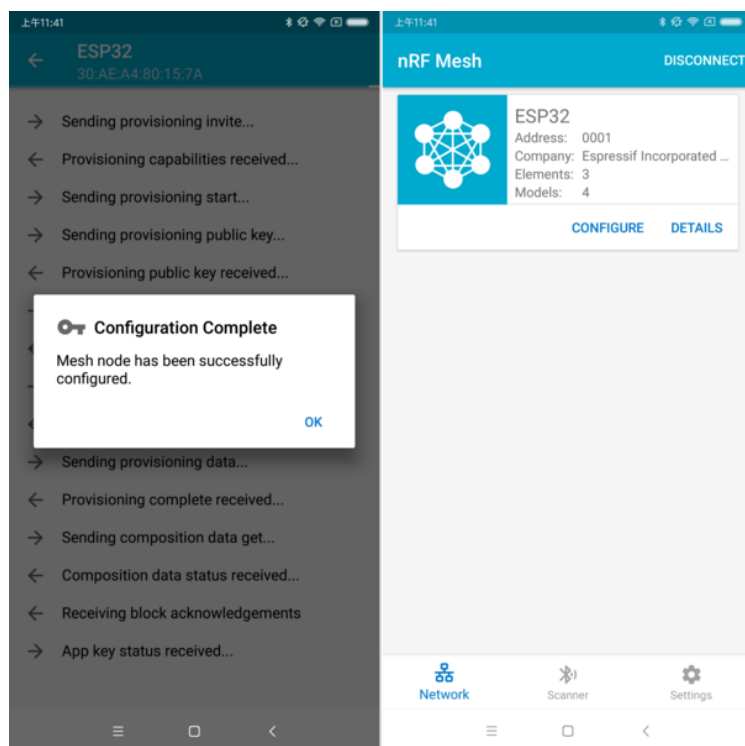 上午11:41
ESP32
30:AE:A4:80:15:7A
Sending provisioning invite...
Provisioning capabilities received...
Sending provisioning start...
Sending provisioning public key...
Provisioning public key received...
Configuration Complete
Mesh node has been successfully
configured.
OK
Sending provisioning data...
Provisioning complete received...
Sending composition data get...
Composition data status received...
Receiving block acknowledgements
App key status received...
上午11:41
nRF Mesh
DISCONNECT
ESP32
Address: 0001
Company: Espressif Incorporated ...
Elements: 3
Models: 4
CONFIGURE DETAILS
Network Scanner Settings